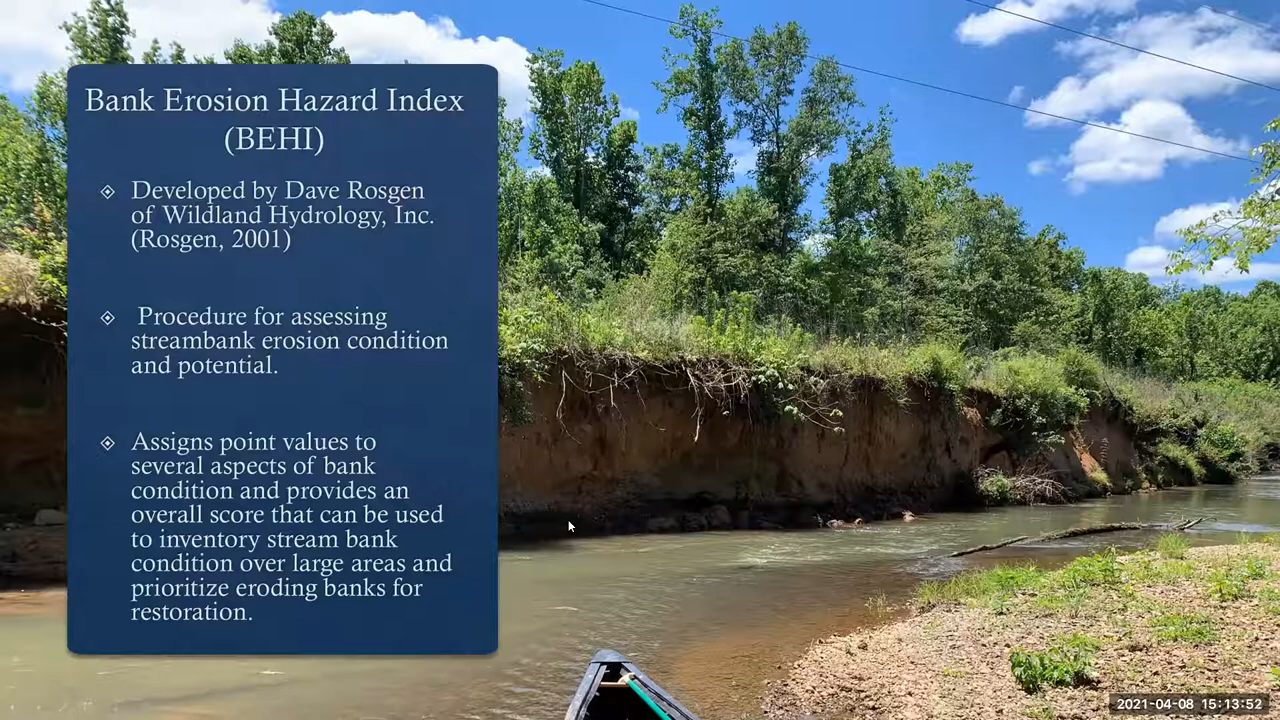 Bank Erosion Hazard Index
(BEHI)
Developed by Dave Rosgen
of Wildland Hydrology, Inc.
(Rosgen, 2001)
Procedure for assessing
streambank erosion condition
and potential.
Assigns point values to
several aspects of bank
condition and provides an
overall score that can be used
to inventory stream bank
condition over large areas and
prioritize eroding banks for
restoration.
2021-04-08 15:13:52